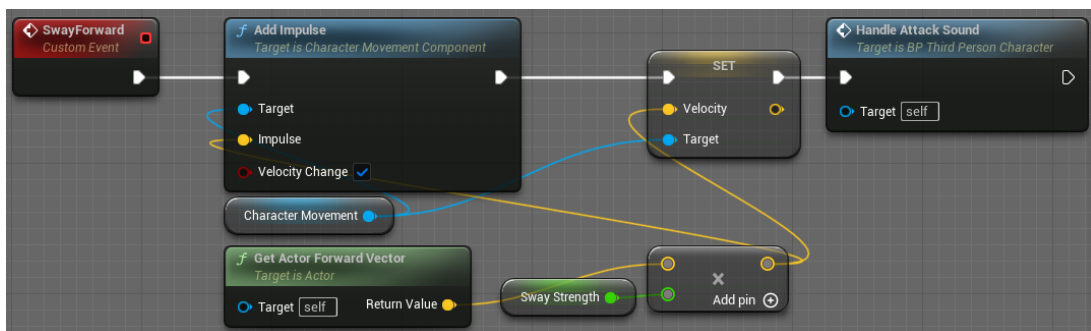 SwayForward
Custom Event
f Add Impulse
Target is Character Movement Component
Target
Impulse
Velocity Change
Character Movement
f Get Actor Forward Vector
Target is Actor
Target self
Return Value
Sway Strength
Add pin
SET
Velocity
Target
Handle Attack Sound
Target is BP Third Person Character
Target self